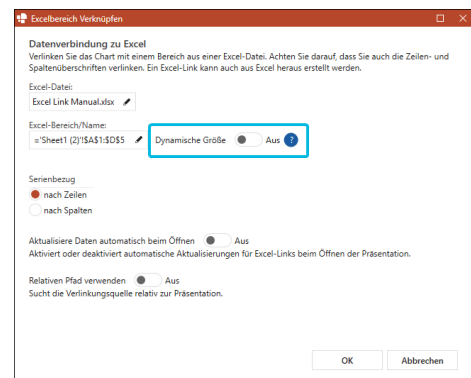 Excelbereich Verknüpfen
Datenverbindung zu Excel
Verlinken Sie das Chart mit einem Bereich aus einer Excel-Datei. Achten Sie darauf, dass Sie auch die Zeilen- und
Spaltenüberschriften verlinken. Ein Excel-Link kann auch aus Excel heraus erstellt werden.
Excel-Datei:
Excel Link Manual.xlsx
Excel-Bereich/Name:
='Sheet1 (2)'!$A$1:$D$5 Dynamische Größe Aus ?
Serienbezug
nach Zeilen
nach Spalten
Aktualisiere Daten automatisch beim Öffnen Aus
Aktiviert oder deaktiviert automatische Aktualisierungen für Excel-Links beim Öffnen der Präsentation.
Relativen Pfad verwenden Aus
Sucht die Verlinkungsquelle relativ zur Präsentation.
OK Abbrechen